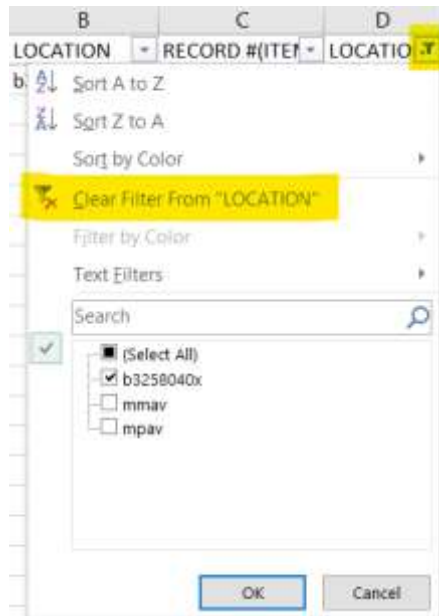 B C D
LOCATION RECORD #(ITEM LOCATIO
b
Sort A to Z
Sort Z to A
Sort by Color
Clear Filter From "LOCATION"
Filter by Color
Text Filters
Search
(Select All)
b3258040x
mmav
mpav
OK Cancel